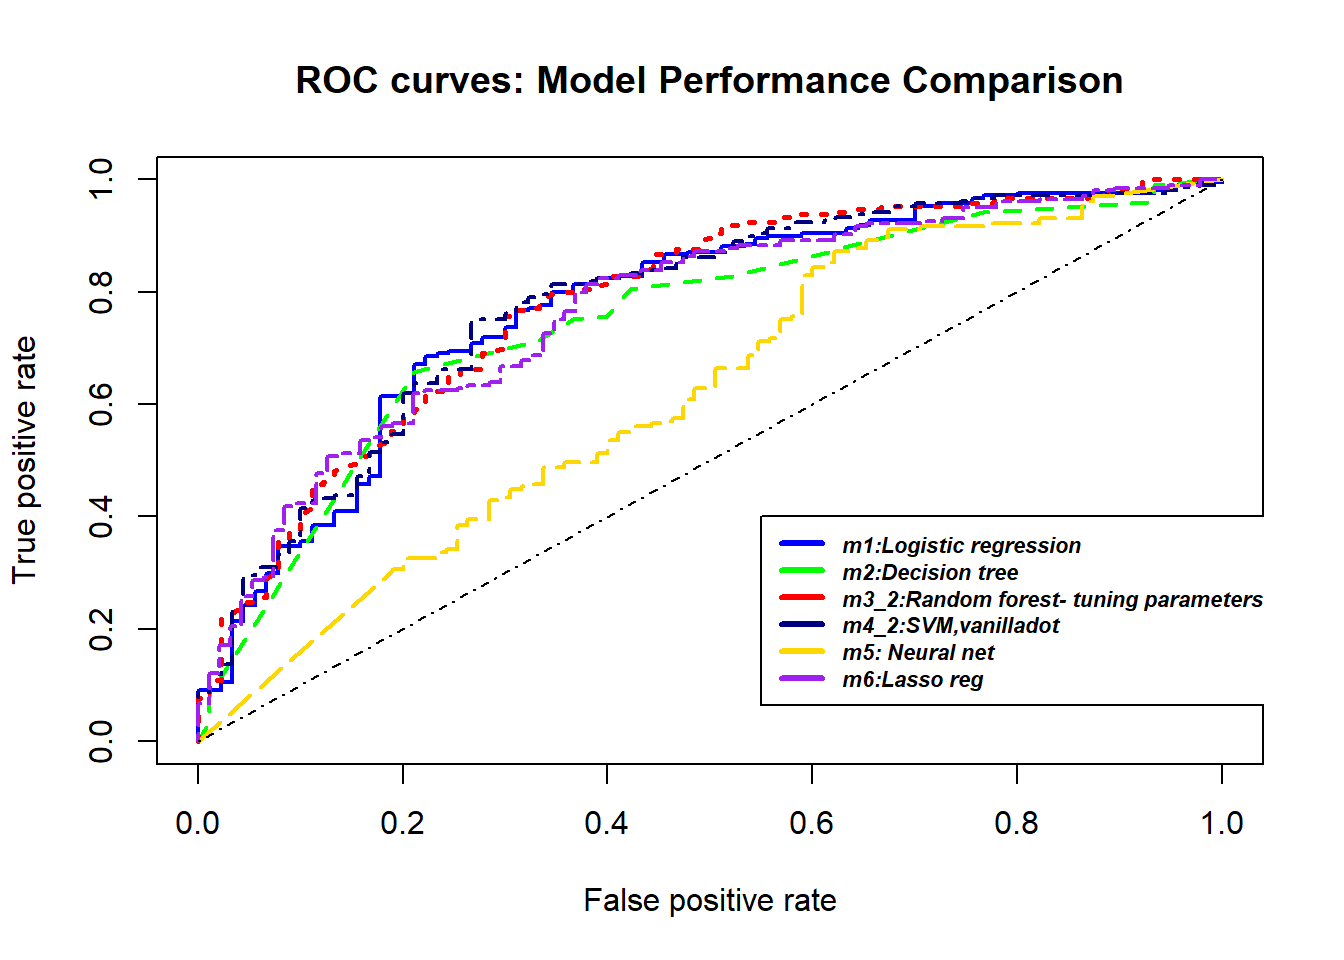 ROC curves: Model Performance Comparison
True positive rate
1.0
0.8
0.6
0.4
0.2
0.0
m1:Logistic regression
m2:Decision tree
m3_2:Random forest- tuning parameters
m4_2:SVM,vanilladot
m5: Neural net
m6:Lasso reg
0.0 0.2 0.4 0.6 0.8 1.0
False positive rate